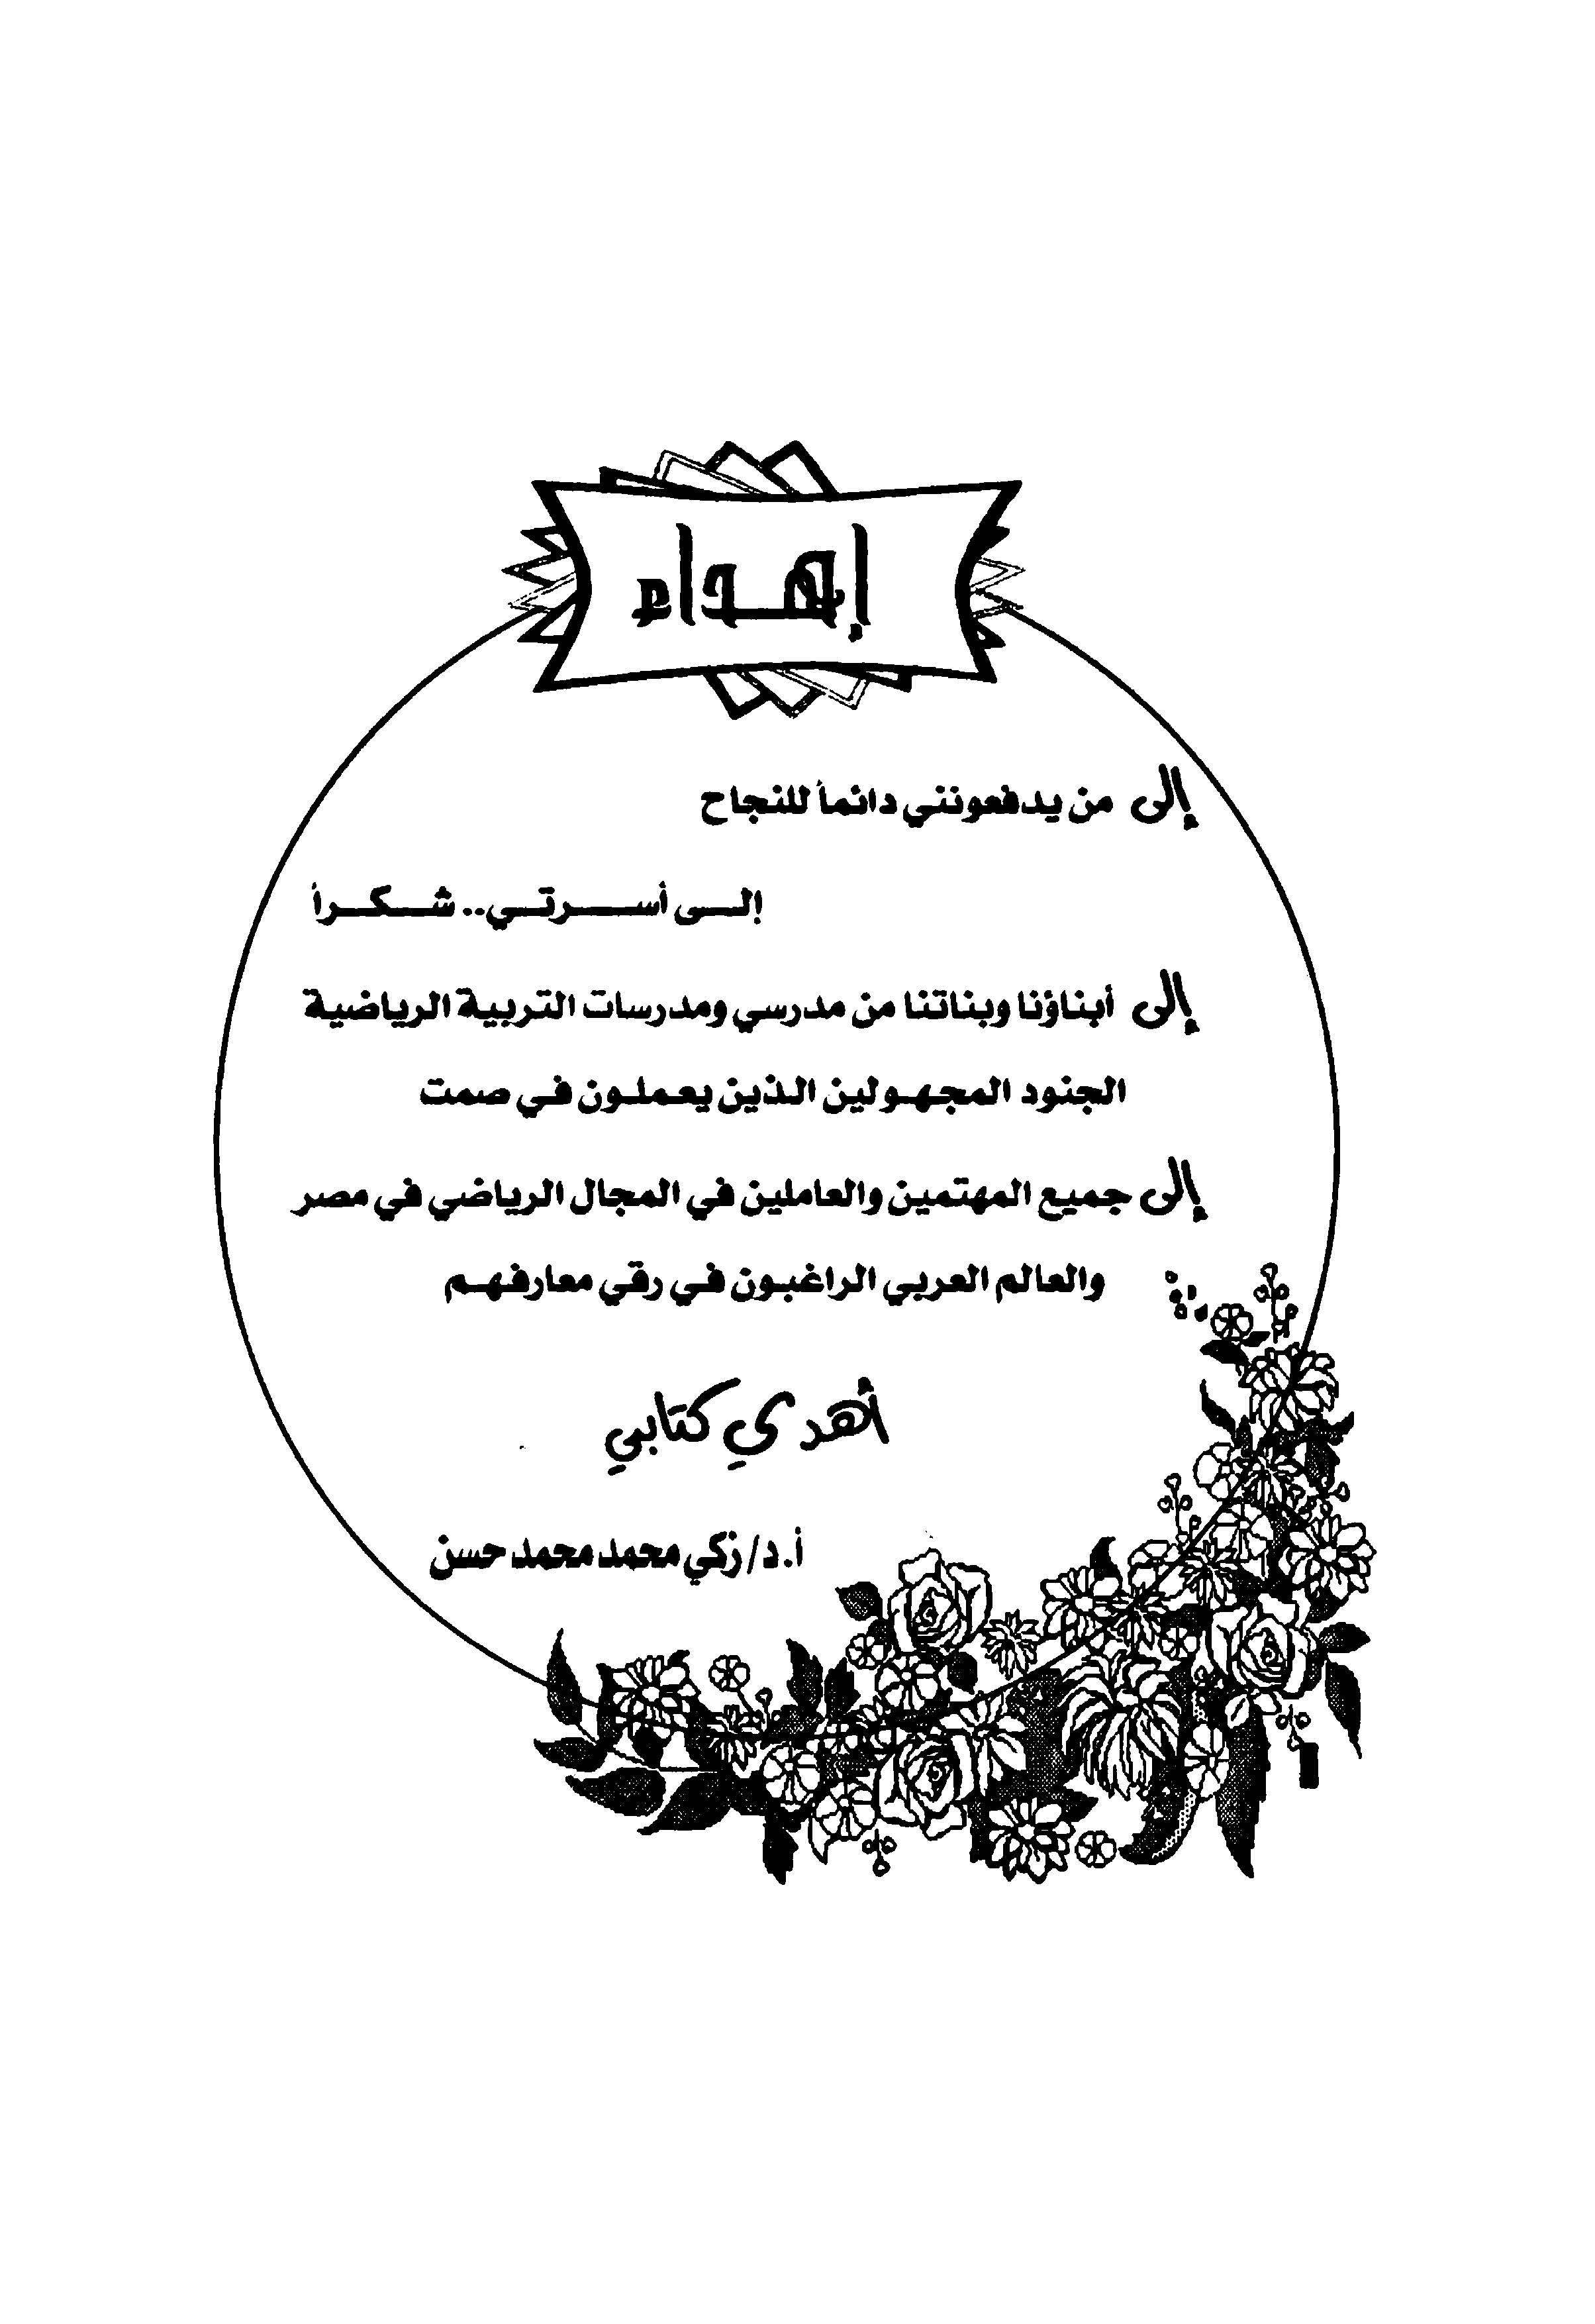 إهداء
إلى من يدفعونني دائماً للنجاح
إلى أسرتي.. شكراً
إلى أبناؤنا وبناتنا من مدرسي ومدرسات التربية الرياضية
الجنود المجهولين الذين يعملون في صمت
إلى جميع المهتمين والعاملين في المجال الرياضي في مصر
والعالم العربي الراغبون في رقي معارفهم
أهدي كتابي
أ.د/ زكي محمد محمد حسن